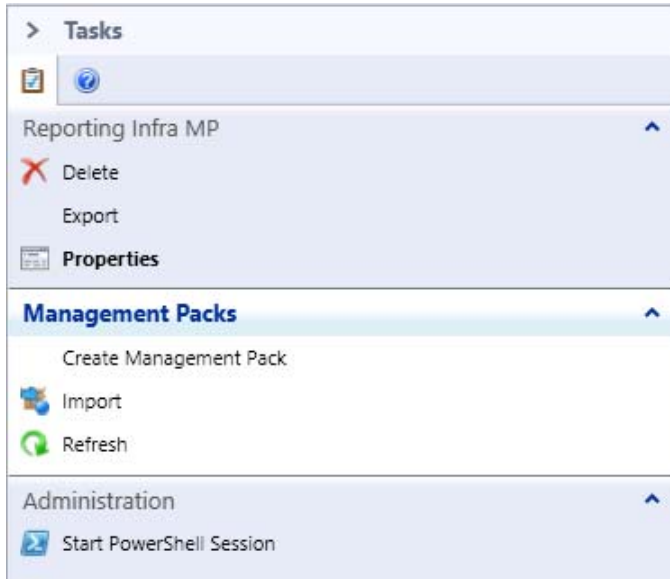 Tasks
Reporting Infra MP
Delete
Export
Properties
Management Packs
Create Management Pack
Import
Refresh
Administration
Start PowerShell Session